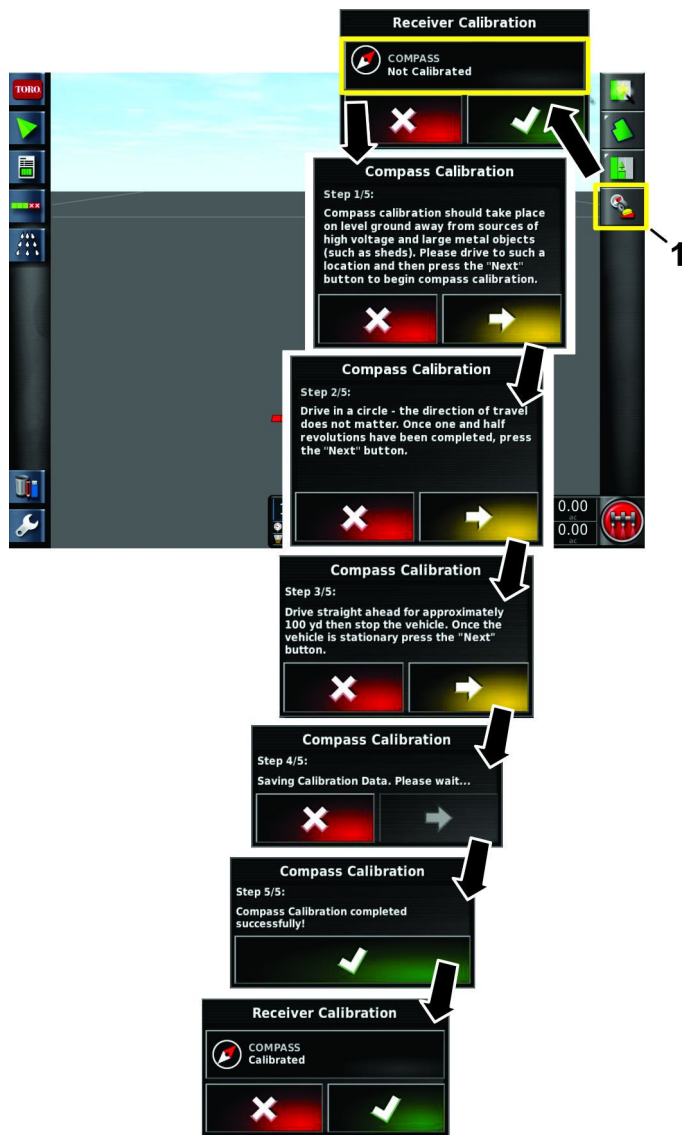 Receiver Calibration
COMPASS
Not Calibrated
TORO
1
Compass Calibration
Step 1/5:
Compass calibration should take place
on level ground away from sources of
high voltage and large metal objects
(such as sheds). Please drive to such a
location and then press the "Next"
button to begin compass calibration.
Compass Calibration
Step 2/5:
Drive in a circle - the direction of travel
does not matter. Once one and half
revolutions have been completed, press
the "Next" button.
0.00
ac
0.00
ac
Compass Calibration
Step 3/5:
Drive straight ahead for approximately
100 yd then stop the vehicle. Once the
vehicle is stationary press the "Next"
button.
Compass Calibration
Step 4/5:
Saving Calibration Data. Please wait...
Compass Calibration
Step 5/5:
Compass Calibration completed
successfully!
Receiver Calibration
COMPASS
Calibrated